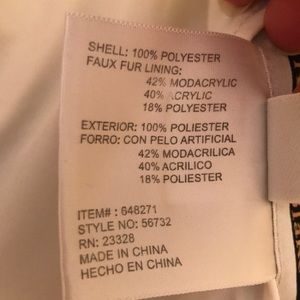 SHELL: 100% POLYESTER
FAUX FUR LINING:
42% MODACRYLIC
40% ACRYLIC
18% POLYESTER
EXTERIOR: 100% POLIESTER
FORRO: CON PELO ARTIFICIAL
42% MODACRILICA
40% ACRILICO
18% POLIESTER
ITEM#: 648271
STYLE NO: 56732
RN: 23328
MADE IN CHINA
HECHO EN CHINA